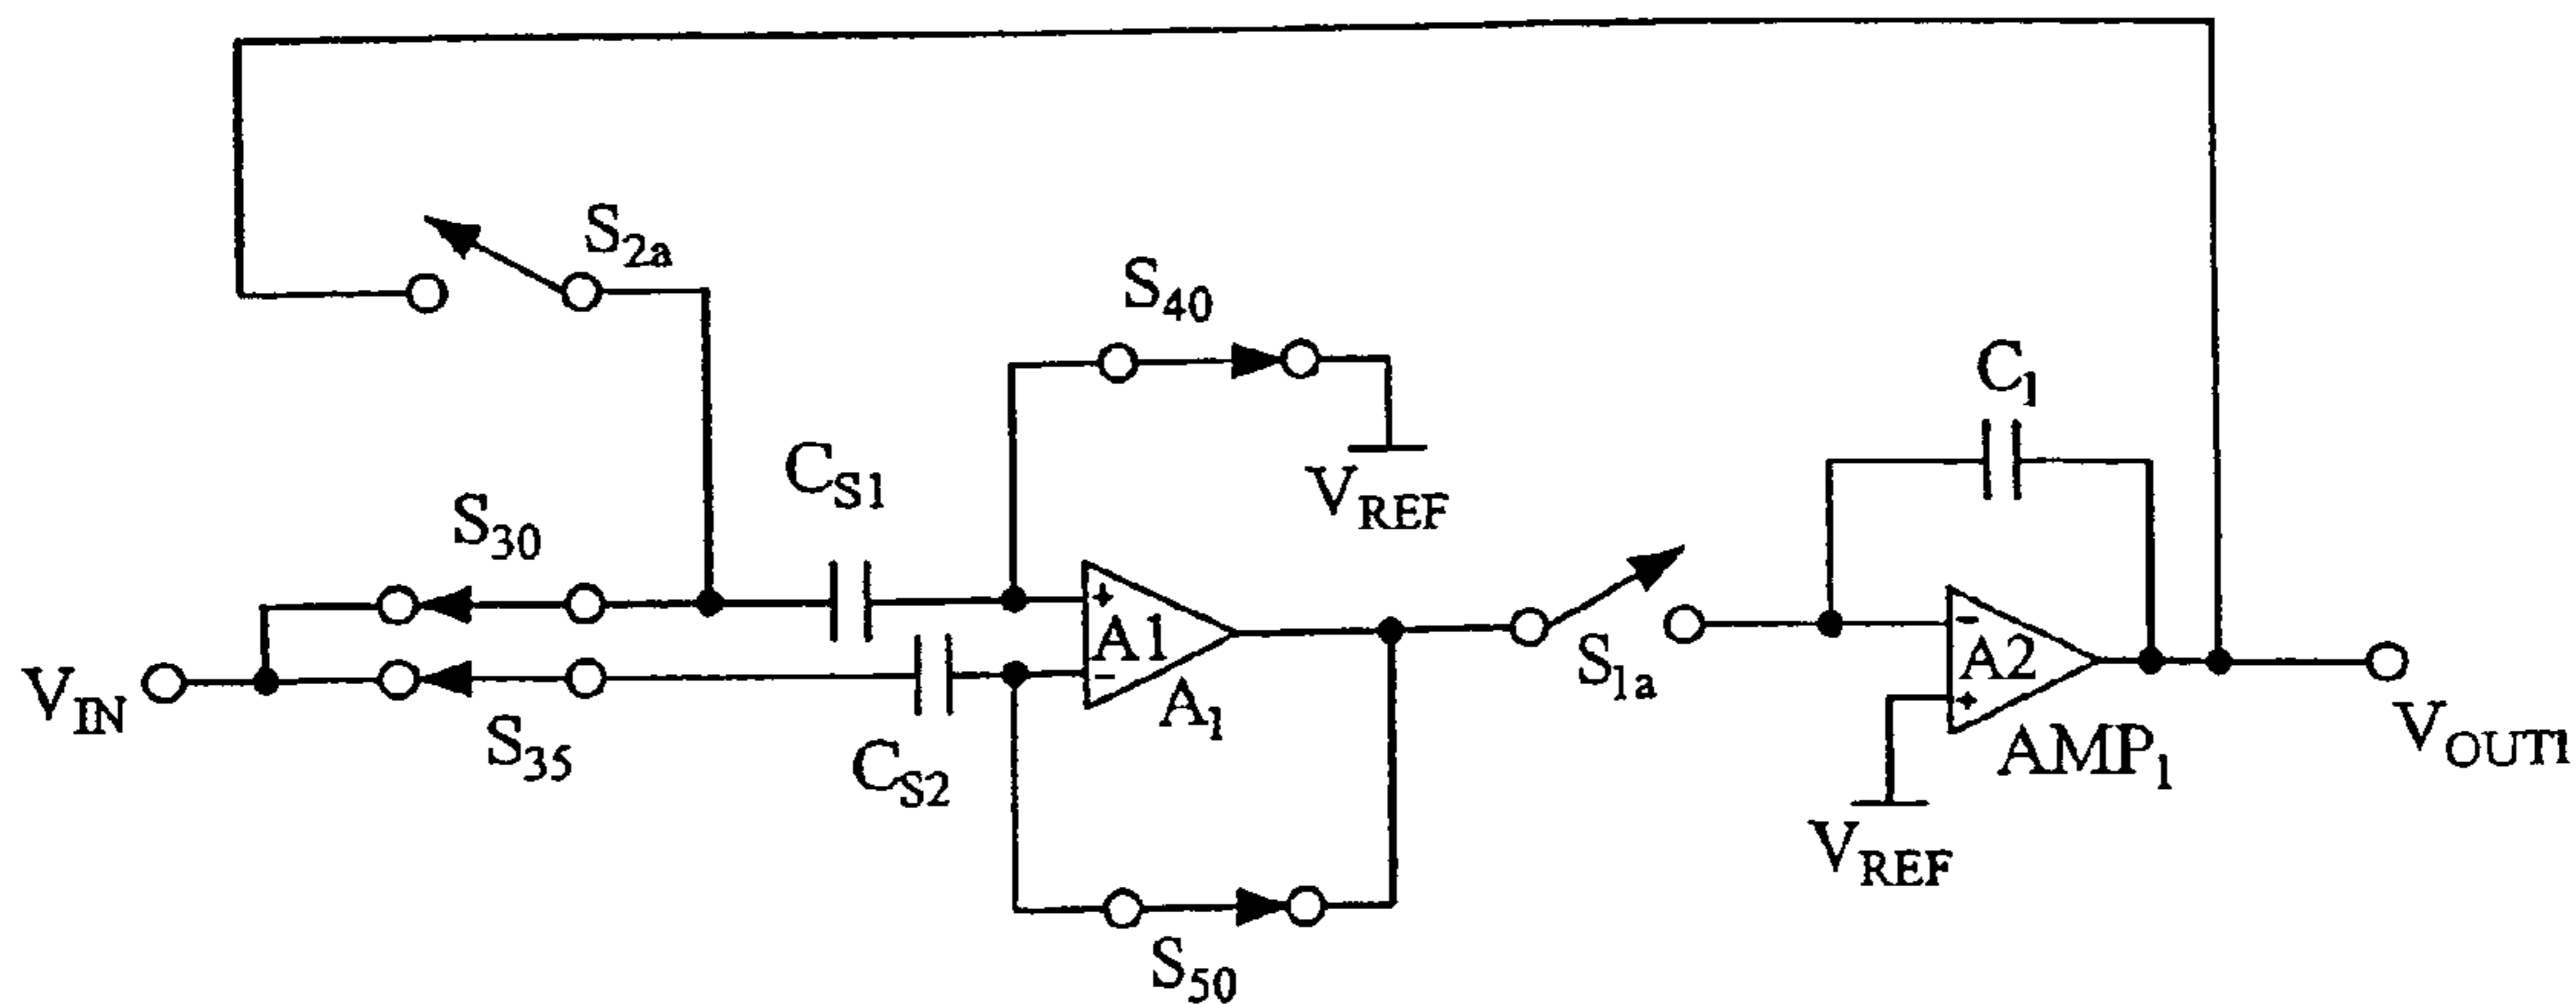 S2a
S40
C1
CS1
VREF
S30
+
A1
-
A1
S1a
-
A2
+
AMP1
VIN
S35
CS2
VOUT1
VREF
S50